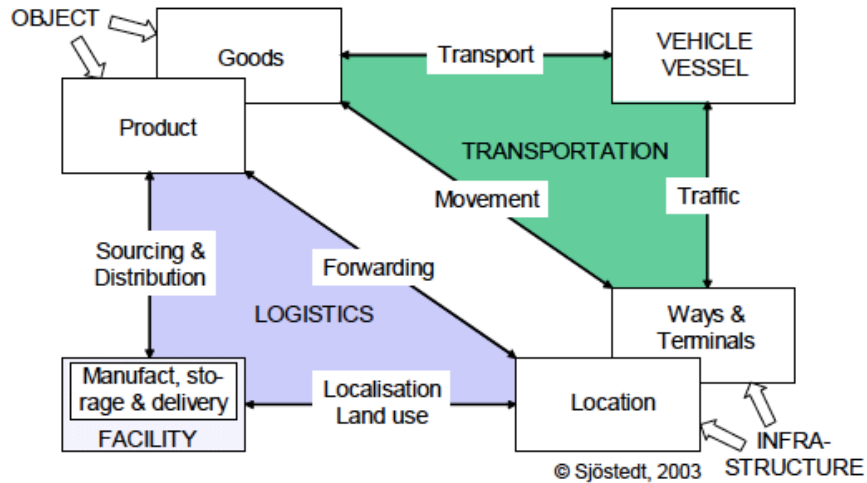 OBJECT
Goods
Transport
VEHICLE
VESSEL
Product
TRANSPORTATION
Movement
Traffic
Sourcing &
Distribution
Forwarding
LOGISTICS
Ways &
Terminals
Manufact, sto-
rage & delivery
FACILITY
Localisation
Land use
Location
INFRA-
STRUCTURE
© Sjöstedt, 2003